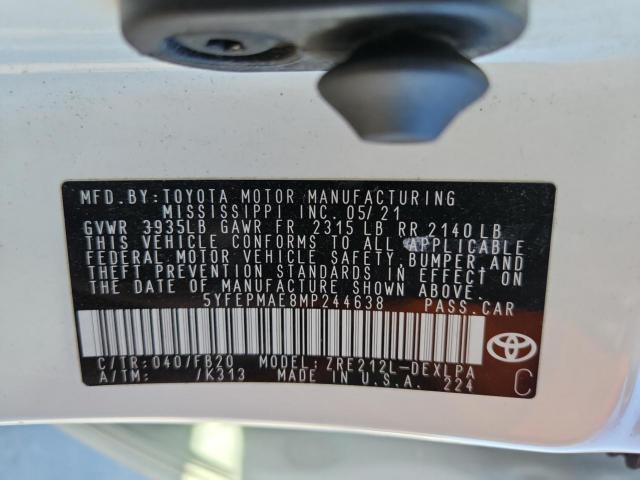 MFD.BY:TOYOTA MOTOR MANUFACTURING
MISSISSIPPI INC. 05/21
GVWR 3935LB GAWR FR 2315 LB RR 2140 LB
THIS VEHICLE CONFORMS TO ALL APPLICABLE
FEDERAL MOTOR VEHICLE SAFETY, BUMPER AND
THEFT PREVENTION STANDARDS IN EFFECT ON
THE DATE OF MANUFACTURE SHOWN ABOVE.
5YFEPMAE8MP244638 PASS.CAR
C/TR:040/FB20 MODEL:ZRE212L-DEXLPA
A/TM: /K313 MADE IN U.S.A. 224
C